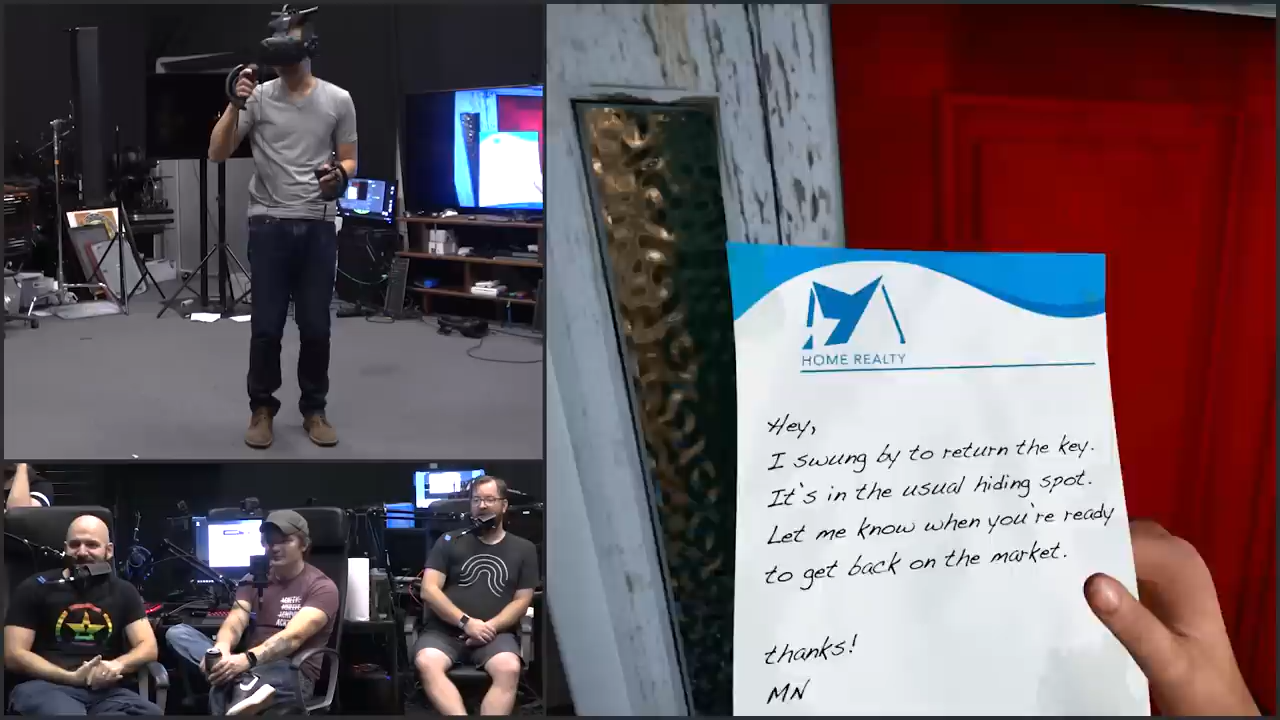 HOME REALTY
Hey,
I swung by to return the key.
It's in the usual hiding spot.
Let me know when you're ready
to get back on the market.
thanks!
MN